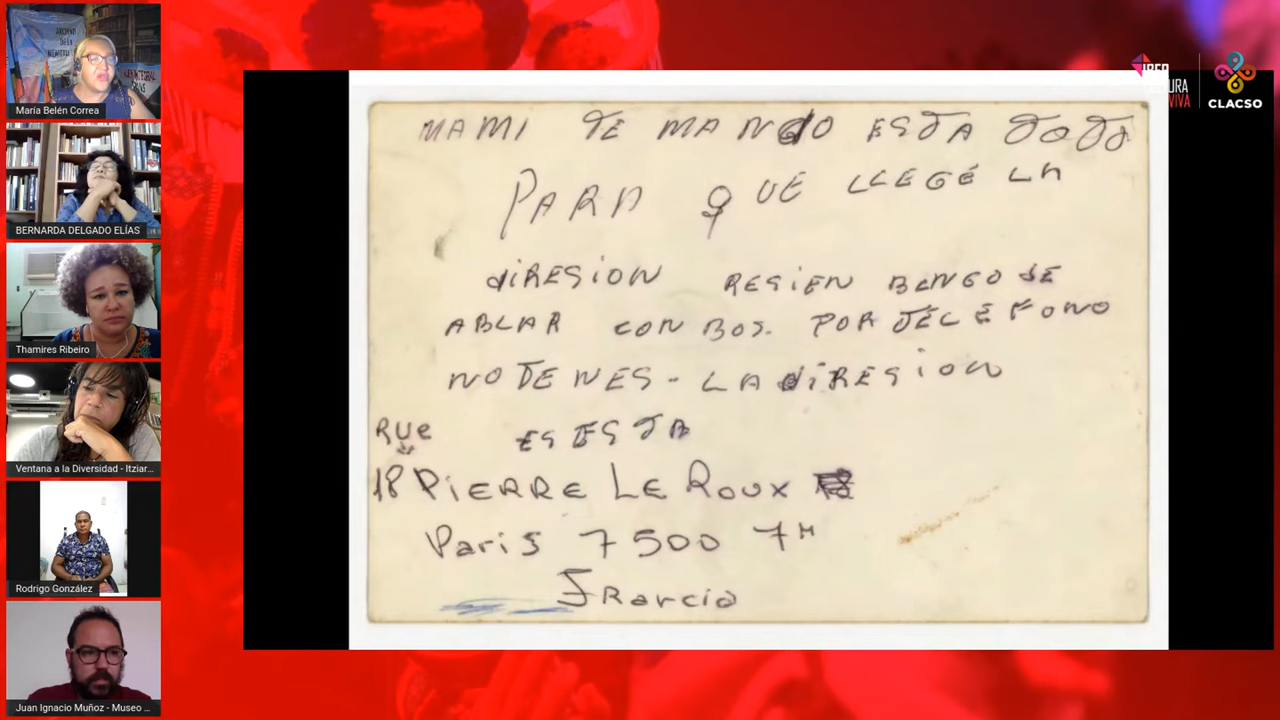 María Belén Correa
BERNARDA DELGADO ELÍAS
Thamires Ribeiro
Ventana a la Diversidad - Itziar...
Rodrigo González
Juan Ignacio Muñoz - Museo ...
CLACSO
MAMI TE MANDO ESTA FOTO
PARA QUE LLEGÉ LA
diRESION RESIEN BENGO DE
ABLAR CON BOS. POR TÉLÉFONO
NO TENES - LA diRESION
RUE ES ESTA
18 PiERRE LE ROUX
Paris 7500 7M
FRancia